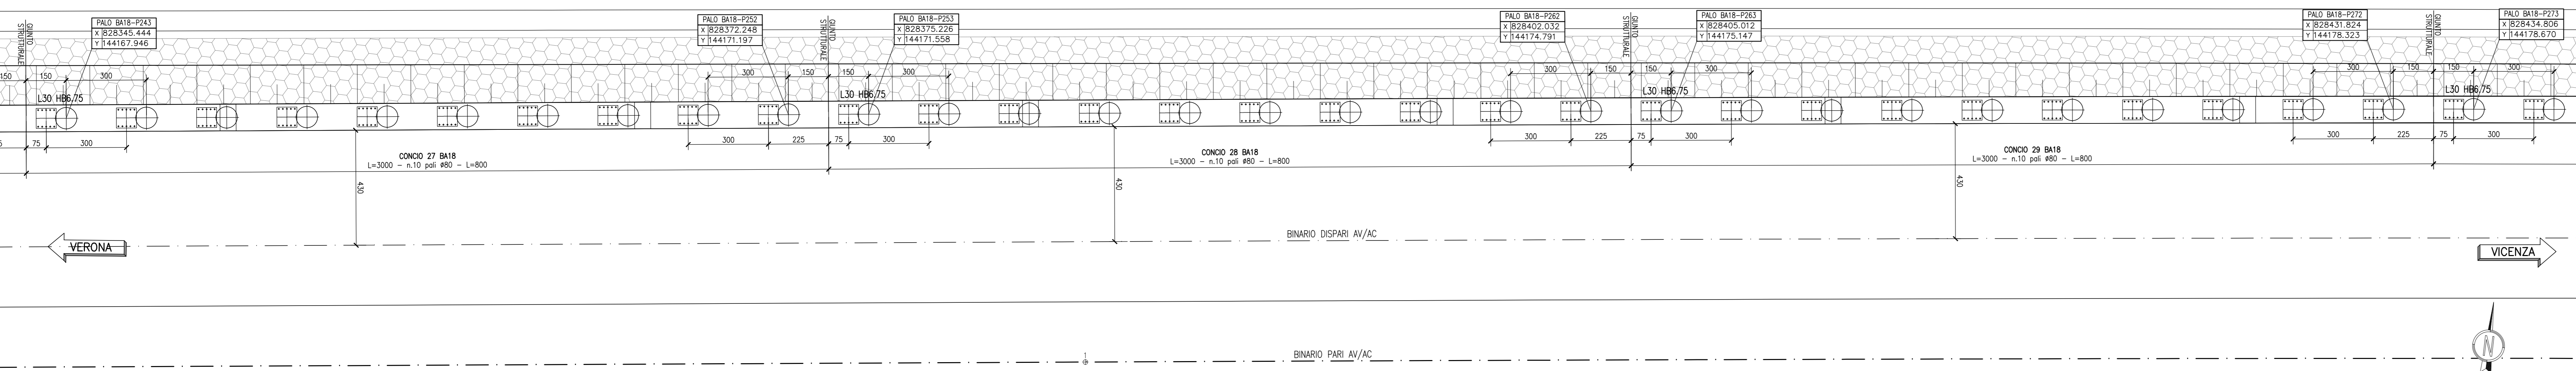 GIUNTO
STRUTTURALE
PALO BA18-P243
X 828345.444
Y 144167.946
PALO BA18-P252
X 828372.248
Y 144171.197
GIUNTO
STRUTTURALE
PALO BA18-P253
X 828375.226
Y 144171.558
PALO BA18-P262
X 828402.032
Y 144174.791
GIUNTO
STRUTTURALE
PALO BA18-P263
X 828405.012
Y 144175.147
PALO BA18-P272
X 828431.824
Y 144178.323
GIUNTO
STRUTTURALE
PALO BA18-P273
X 828434.806
Y 144178.670
150 150 300 300 150 150 300 300 150 150 300 300 150 150 300
L30 HB6,75 L30 HB6,75 L30 HB6,75 L30 HB6,75
75 300 300 225 75 300 300 225 75 300 300 225 75 300
CONCIO 27 BA18
L=3000 – n.10 pali ø80 – L=800
CONCIO 28 BA18
L=3000 – n.10 pali ø80 – L=800
CONCIO 29 BA18
L=3000 – n.10 pali ø80 – L=800
430 430 430
BINARIO DISPARI AV/AC
VERONA
VICENZA
BINARIO PARI AV/AC
N